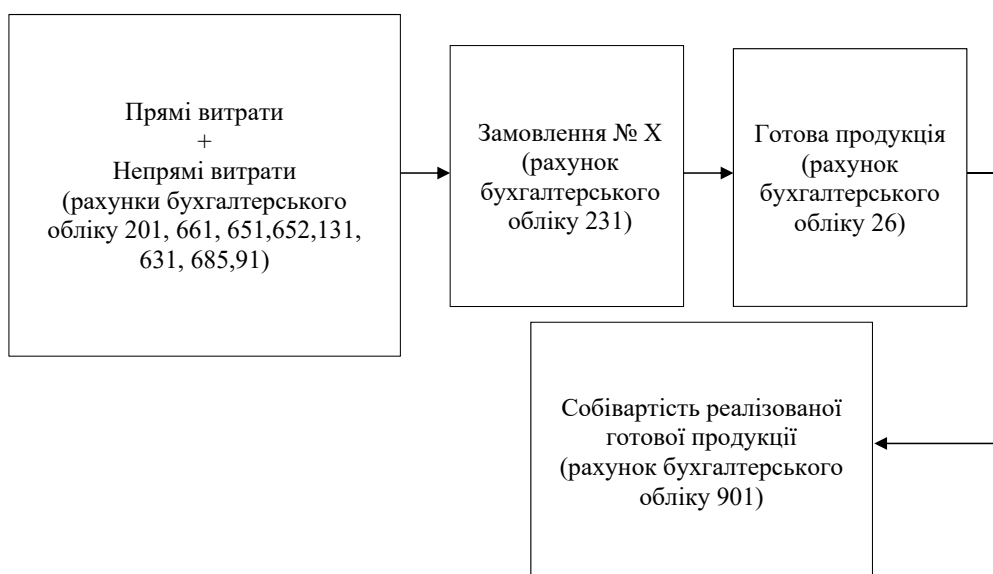 Прямі витрати
+
Непрямі витрати
(рахунки бухгалтерського
обліку 201, 661, 651,652,131,
631, 685,91)
Замовлення № Х
(рахунок
бухгалтерського
обліку 231)
Готова продукція
(рахунок
бухгалтерського
обліку 26)
Собівартість реалізованої
готової продукції
(рахунок бухгалтерського
обліку 901)